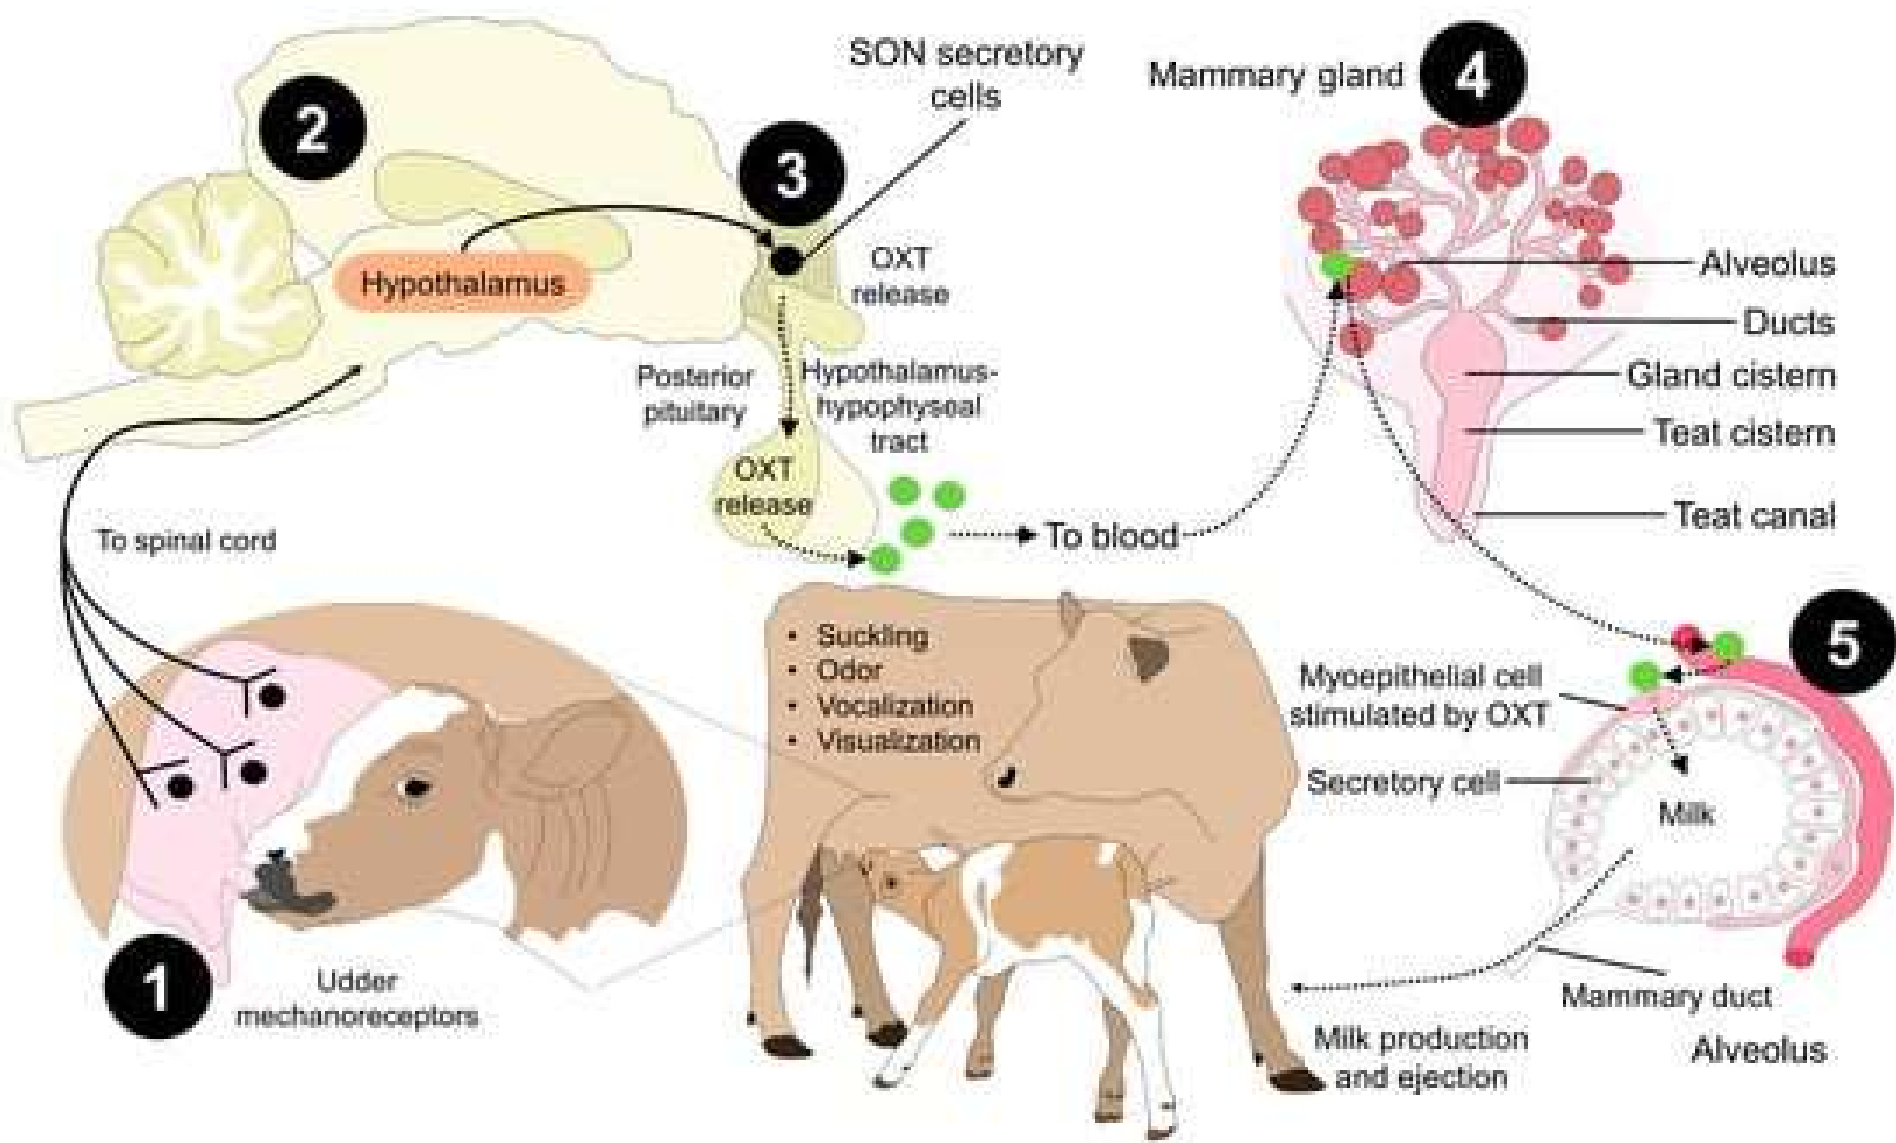 2
SON secretory
cells
3
Mammary gland
4
Hypothalamus
OXT
release
Alveolus
Ducts
Gland cistern
Teat cistern
Teat canal
Posterior
pituitary
Hypothalamus-
hypophyseal
tract
OXT
release
To blood
To spinal cord
• Suckling
• Odor
• Vocalization
• Visualization
1
Udder
mechanoreceptors
5
Myoepithelial cell
stimulated by OXT
Secretory cell
Milk
Mammary duct
Alveolus
Milk production
and ejection